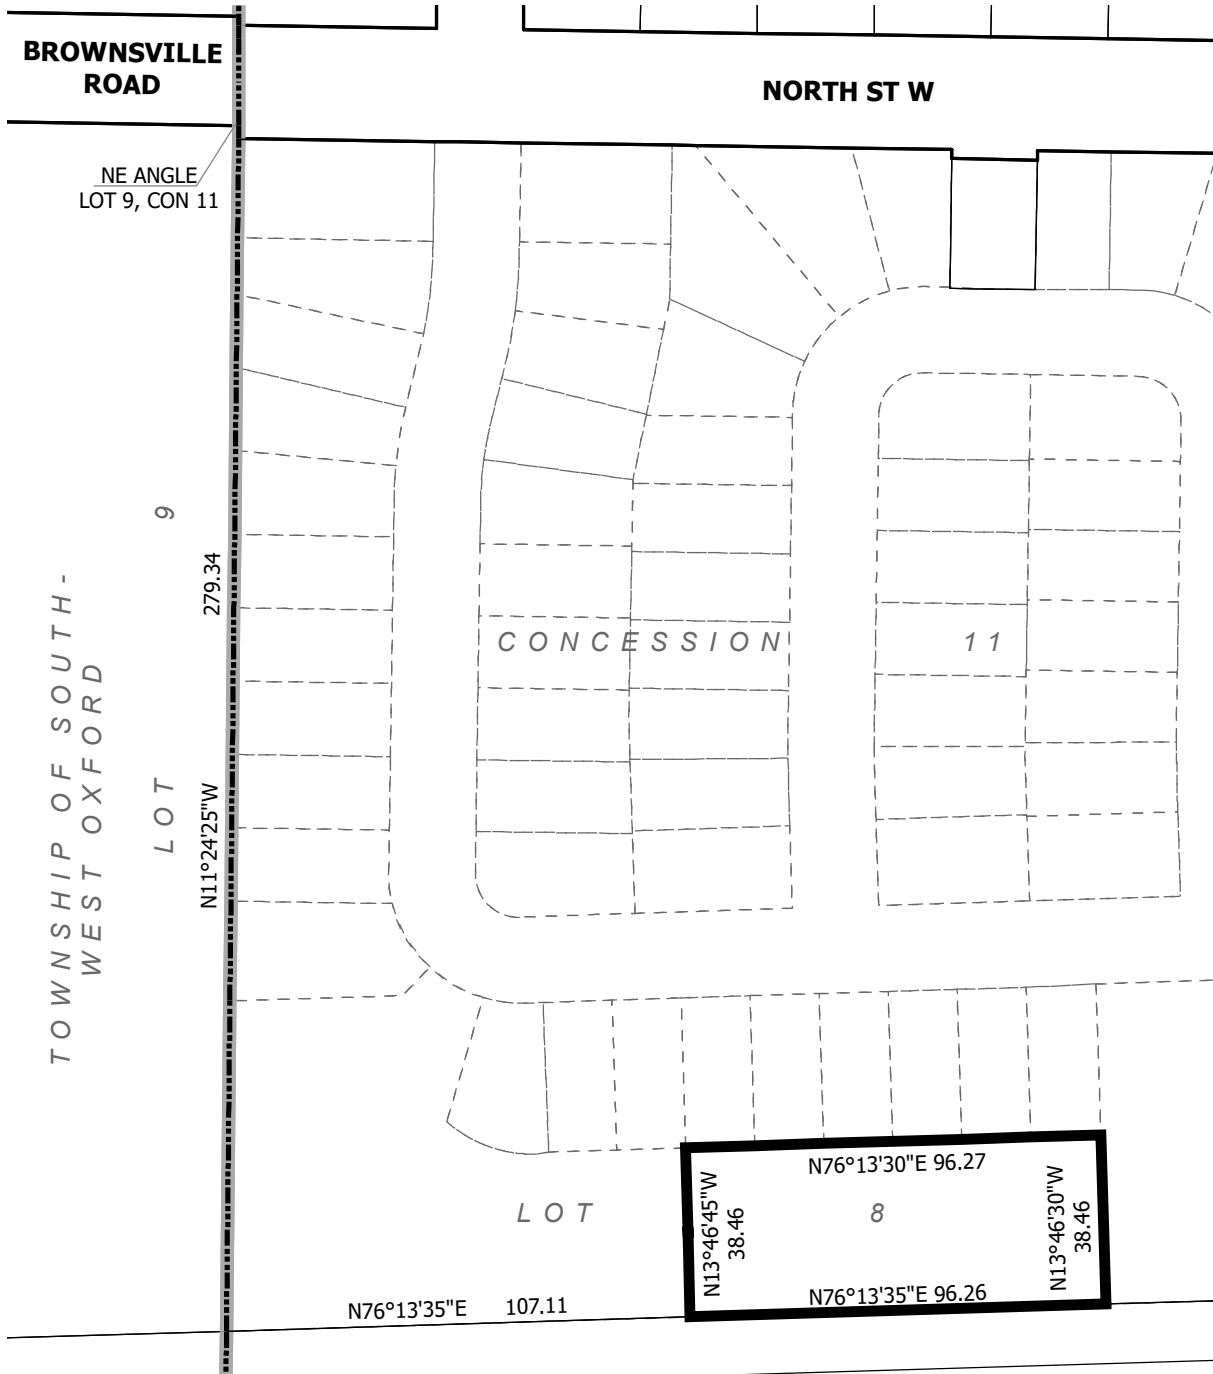 BROWNSVILLE
ROAD
NORTH ST W
NE ANGLE
LOT 9, CON 11
9
279.34
TOWNSHIP OF SOUTH-
WEST OXFORD
CONCESSION 11
LOT
N11°24'25"W
N76°13'30"E 96.27
N13°46'45"W
38.46
N13°46'30"W
38.46
LOT 8
N76°13'35"E 96.26
N76°13'35"E 107.11